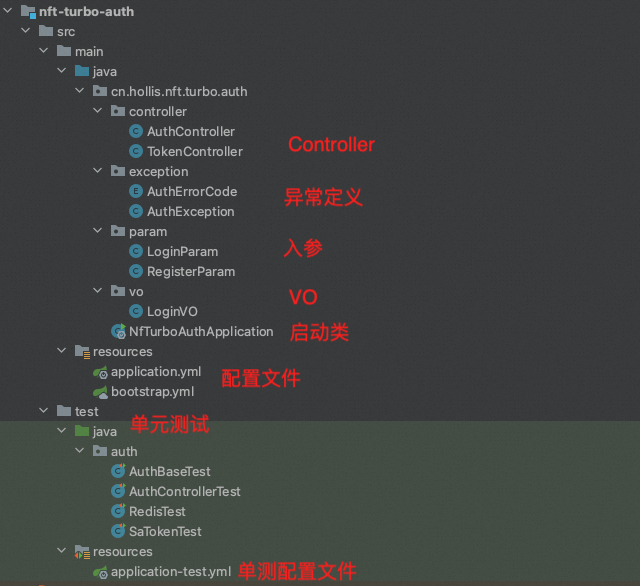 nft-turbo-auth
src
main
java
cn.hollis.nft.turbo.auth
controller
AuthController
TokenController
Controller
exception
AuthErrorCode
异常定义
AuthException
param
入参
LoginParam
RegisterParam
vo
VO
LoginVO
NfTurboAuthApplication 启动类
resources
application.yml
配置文件
bootstrap.yml
test
单元测试
java
auth
AuthBaseTest
AuthControllerTest
RedisTest
SaTokenTest
resources
application-test.yml 单测配置文件